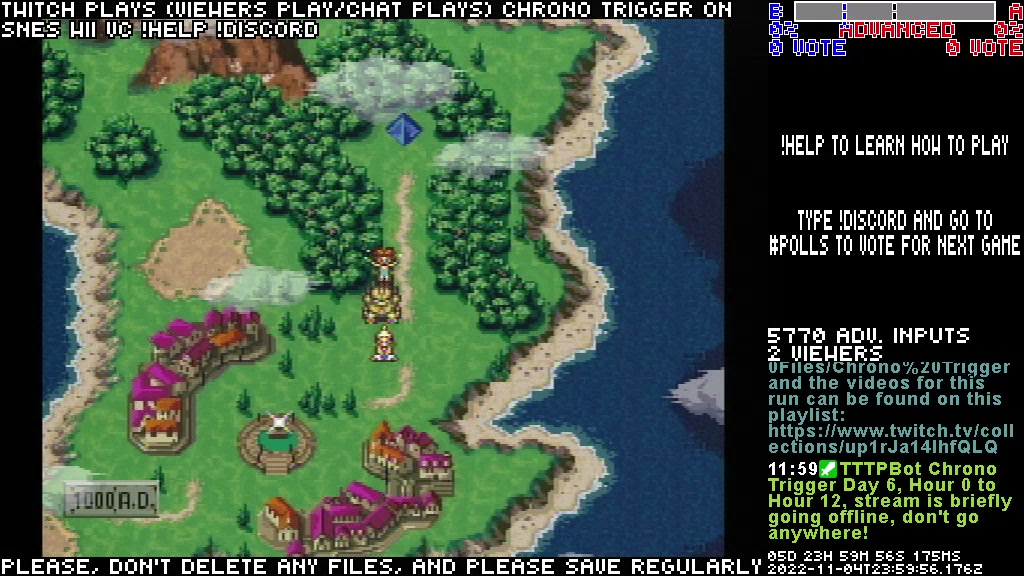 TWITCH PLAYS (VIEWERS PLAY/CHAT PLAYS) CHRONO TRIGGER ON
SNES WII VC !HELP !DISCORD
B A
0% ADVANCED 0%
0 VOTE 0 VOTE
!HELP TO LEARN HOW TO PLAY
TYPE !DISCORD AND GO TO
#POLLS TO VOTE FOR NEXT GAME
5770 ADV. INPUTS
2 VIEWERS
0Files/Chrono%20Trigger
and the videos for this
run can be found on this
playlist:
https://www.twitch.tv/coll
ections/up1rJa14lhfQLQ
11:59 TTTPBot Chrono
Trigger Day 6, Hour 0 to
Hour 12, stream is briefly
going offline, don't go
anywhere!
1000 A.D.
05D 23H 59M 56S 175MS
2022-11-04T23:59:56.176Z
PLEASE, DON'T DELETE ANY FILES, AND PLEASE SAVE REGULARLY